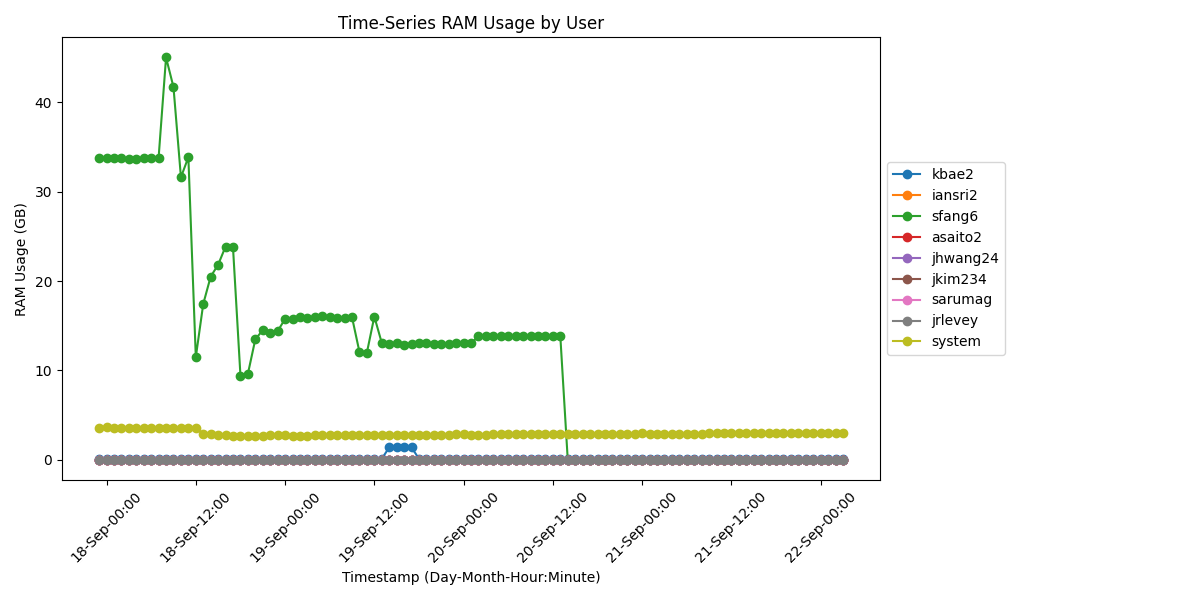 Time-Series RAM Usage by User
RAM Usage (GB)
40
30
20
10
0
18-Sep-00:00
18-Sep-12:00
19-Sep-00:00
19-Sep-12:00
20-Sep-00:00
20-Sep-12:00
21-Sep-00:00
21-Sep-12:00
22-Sep-00:00
Timestamp (Day-Month-Hour:Minute)
kbae2
iansri2
sfang6
asaito2
jhwang24
jkim234
sarumag
jrlevey
system